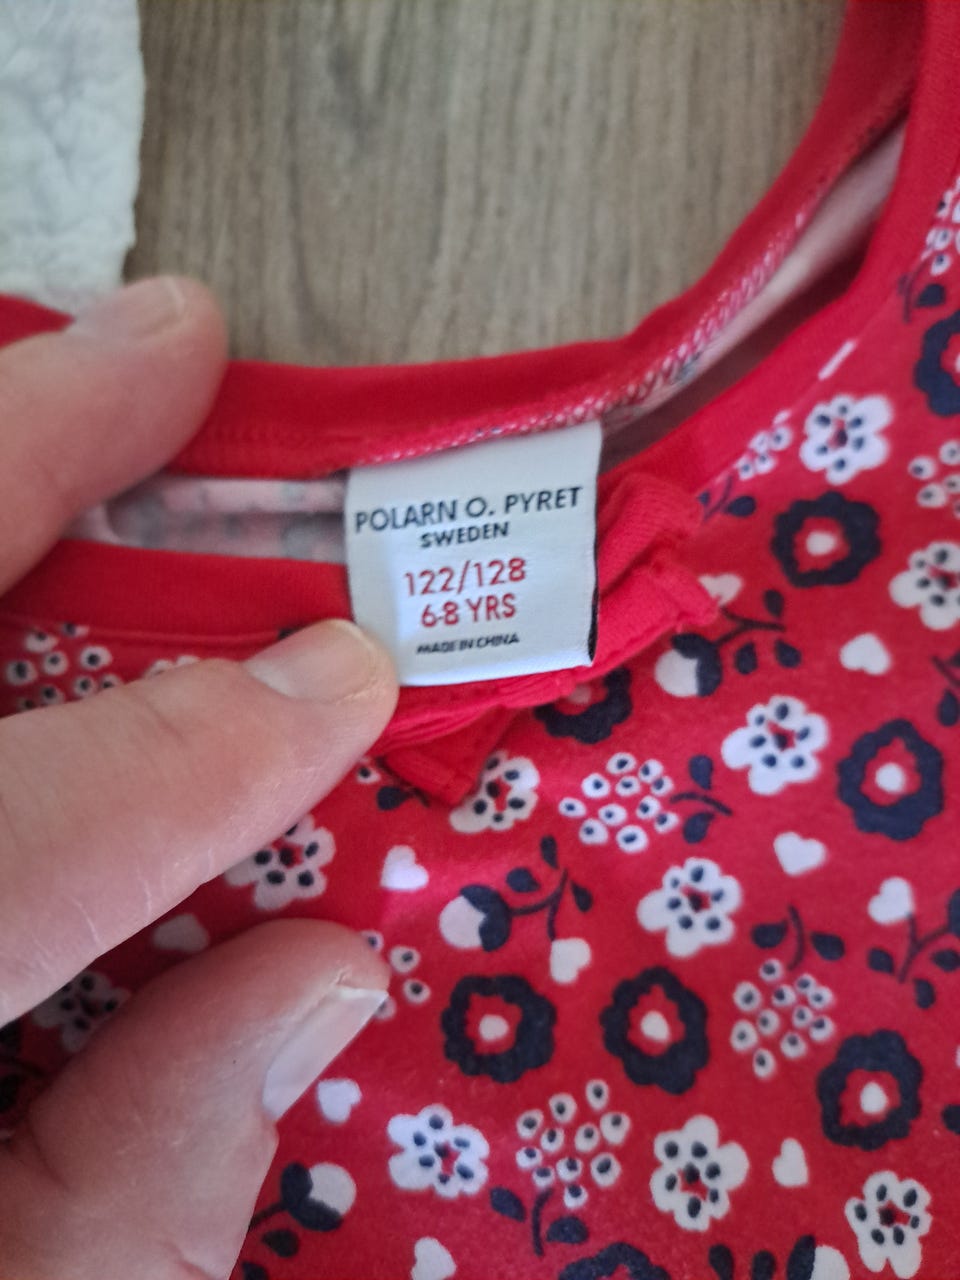 POLARN O. PYRET
SWEDEN
122/128
6-8 YRS
MADE IN CHINA